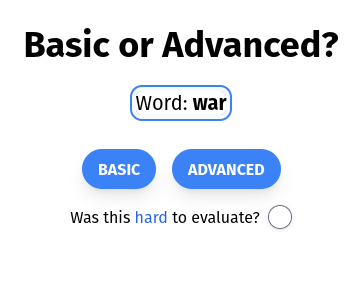 Basic or Advanced?
Word: war
BASIC ADVANCED
Was this hard to evaluate?